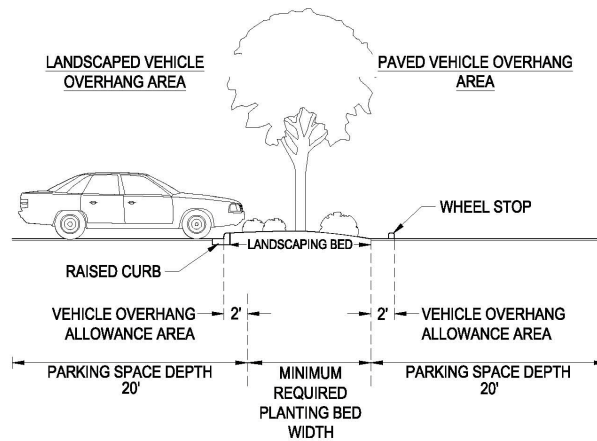 LANDSCAPED VEHICLE
OVERHANG AREA
PAVED VEHICLE OVERHANG
AREA
WHEEL STOP
LANDSCAPING BED
RAISED CURB
VEHICLE OVERHANG
ALLOWANCE AREA
2'
2'
VEHICLE OVERHANG
ALLOWANCE AREA
PARKING SPACE DEPTH
20'
MINIMUM
REQUIRED
PLANTING BED
WIDTH
PARKING SPACE DEPTH
20'